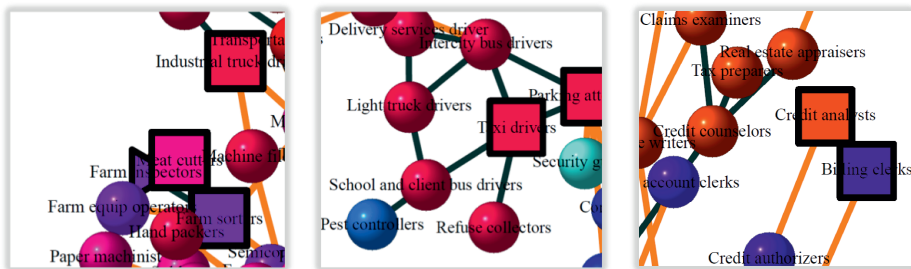 Transporta
Industrial truck dr
M
Machine file
Meat cutters
Farm inspectors
Farm equip operators
Farm sorters
Hand packers
Paper machinist
Semicon
Delivery services driver
Intercity bus drivers
Parking att
Light truck drivers
Taxi drivers
Security g
School and client bus drivers
Co
Pest controllers
Refuse collectors
Claims examiners
Real estate appraisers
Tax preparers
Credit analysts
Credit counselors
e writers
Billing clerks
account clerks
Credit authorizers